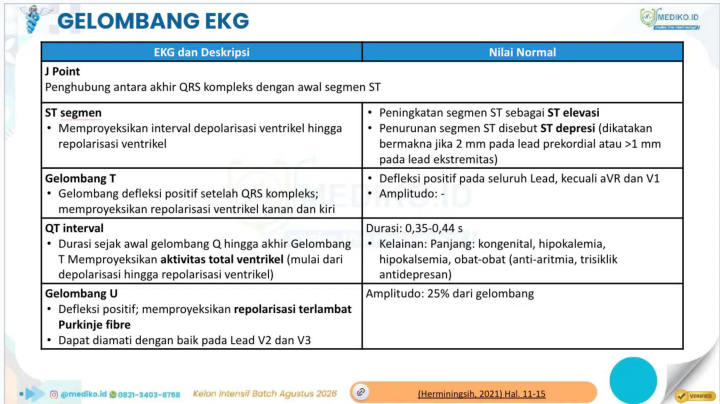 GELOMBANG EKG
MEDIKO.ID
EKG dan Deskripsi
Nilai Normal
J Point
Penghubung antara akhir QRS kompleks dengan awal segmen ST
ST segmen
• Memproyeksikan interval depolarisasi ventrikel hingga
repolarisasi ventrikel
• Peningkatan segmen ST sebagai ST elevasi
• Penurunan segmen ST disebut ST depresi (dikatakan
bermakna jika 2 mm pada lead prekordial atau >1 mm
pada lead ekstremitas)
Gelombang T
• Gelombang defleksi positif setelah QRS kompleks;
memproyeksikan repolarisasi ventrikel kanan dan kiri
• Defleksi positif pada seluruh Lead, kecuali aVR dan V1
• Amplitudo: -
QT interval
• Durasi sejak awal gelombang Q hingga akhir Gelombang
T Memproyeksikan aktivitas total ventrikel (mulai dari
depolarisasi hingga repolarisasi ventrikel)
Durasi: 0,35-0,44 s
• Kelainan: Panjang: kongenital, hipokalemia,
hipokalsemia, obat-obat (anti-aritmia, trisiklik
antidepresan)
Gelombang U
• Defleksi positif; memproyeksikan repolarisasi terlambat
Purkinje fibre
• Dapat diamati dengan baik pada Lead V2 dan V3
Amplitudo: 25% dari gelombang
MEDIKO.ID
@mediko.id 0821-3403-8768
Kelan Intensif Batch Agustus 2026
(Herminingsih, 2021) Hal. 11-15
VERIFIED